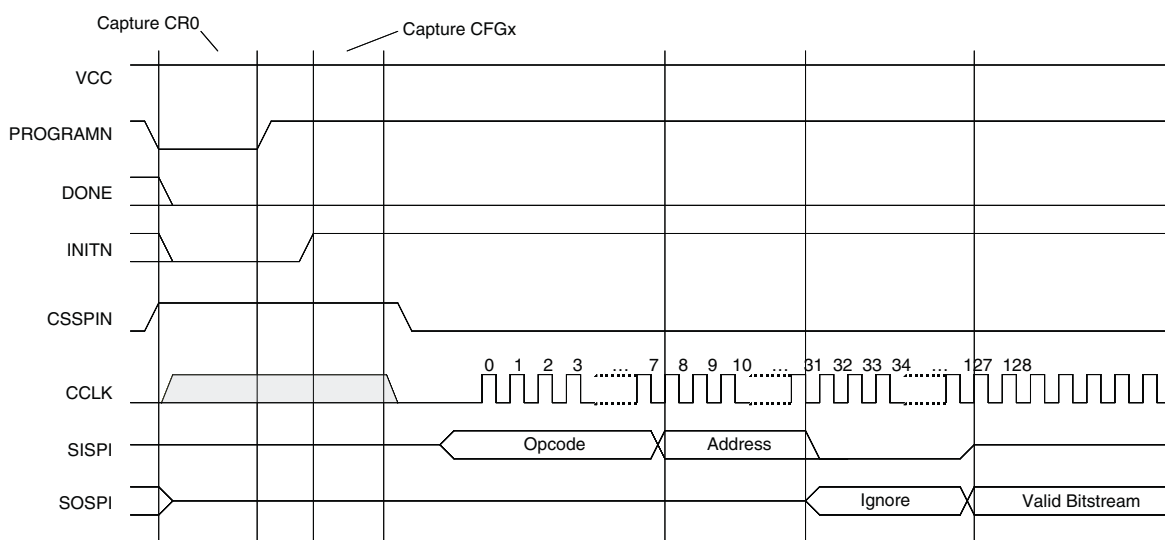 Capture CR0
Capture CFGx
VCC
PROGRAMN
DONE
INITN
CSSPIN
0 1 2 3 ... 7 8 9 10 ... 31 32 33 34 ... 127 128
CCLK
SISPI Opcode Address
SOSPI Ignore Valid Bitstream